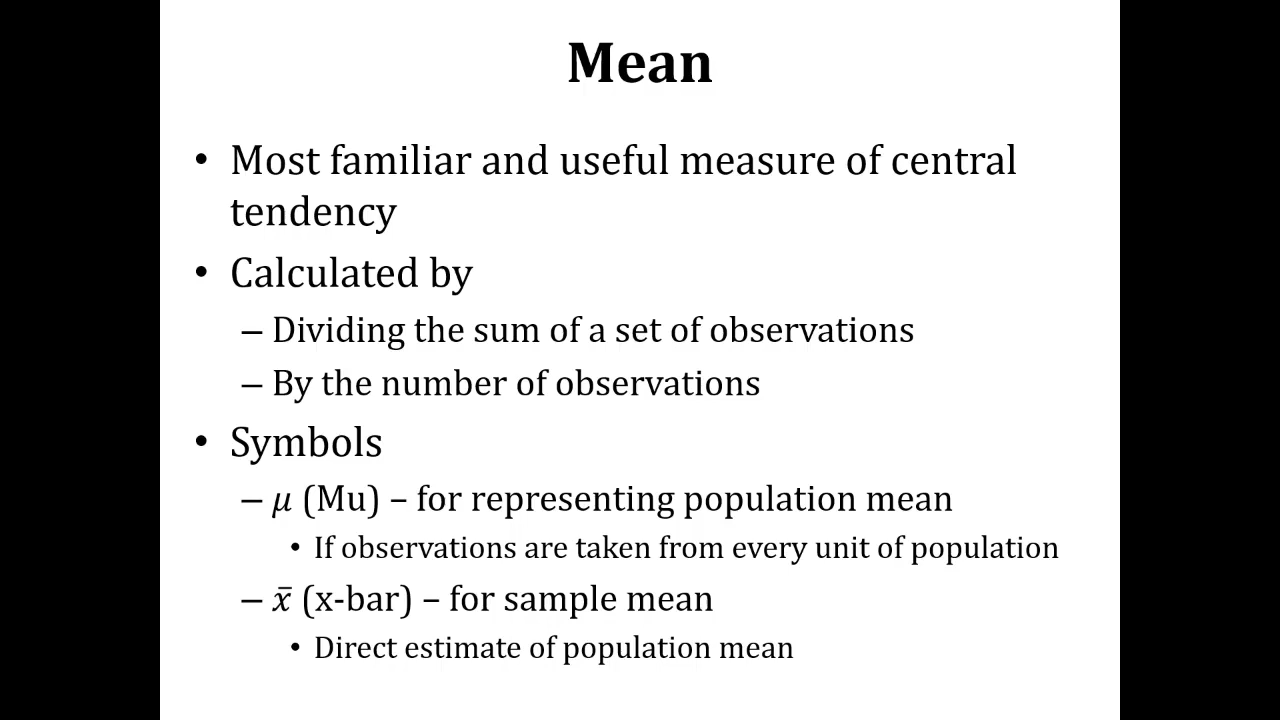 Mean
• Most familiar and useful measure of central
tendency
• Calculated by
– Dividing the sum of a set of observations
– By the number of observations
• Symbols
– μ (Mu) – for representing population mean
• If observations are taken from every unit of population
– x̄ (x-bar) – for sample mean
• Direct estimate of population mean